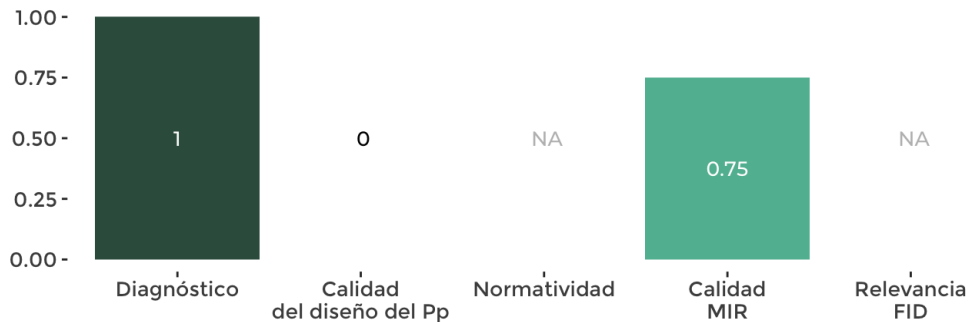 1.00
0.75
0.50
0.25
0.00
1
0
NA
0.75
NA
Diagnóstico
Calidad
del diseño del Pp
Normatividad
Calidad
MIR
Relevancia
FID